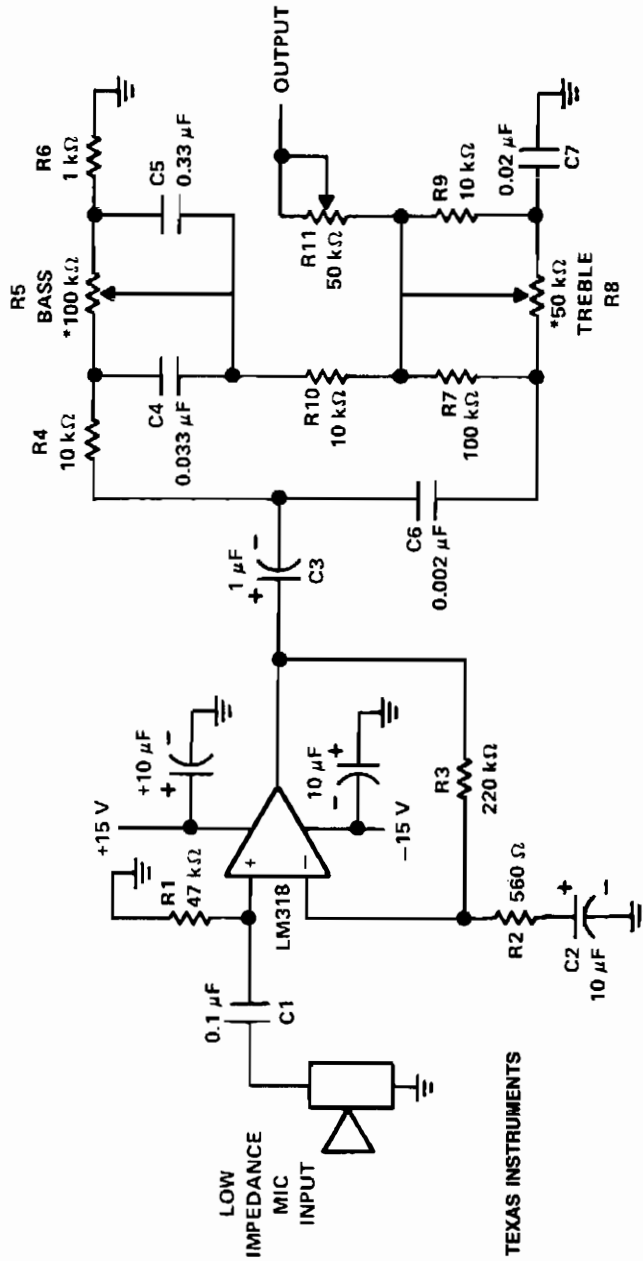 LOW
IMPEDANCE
MIC
INPUT
0.1 µF
C1
R1
47 kΩ
+15 V
+10 µF
+
−
+
−
LM318
10 µF
−
+
−15 V
R3
220 kΩ
R2
560 Ω
C2
10 µF
+
−
1 µF
+
−
C3
R4
10 kΩ
R5
BASS
*100 kΩ
R6
1 kΩ
C4
0.033 µF
C5
0.33 µF
C6
0.002 µF
R10
10 kΩ
R7
100 kΩ
R11
50 kΩ
OUTPUT
R9
10 kΩ
*50 kΩ
TREBLE
R8
0.02 µF
C7
TEXAS INSTRUMENTS